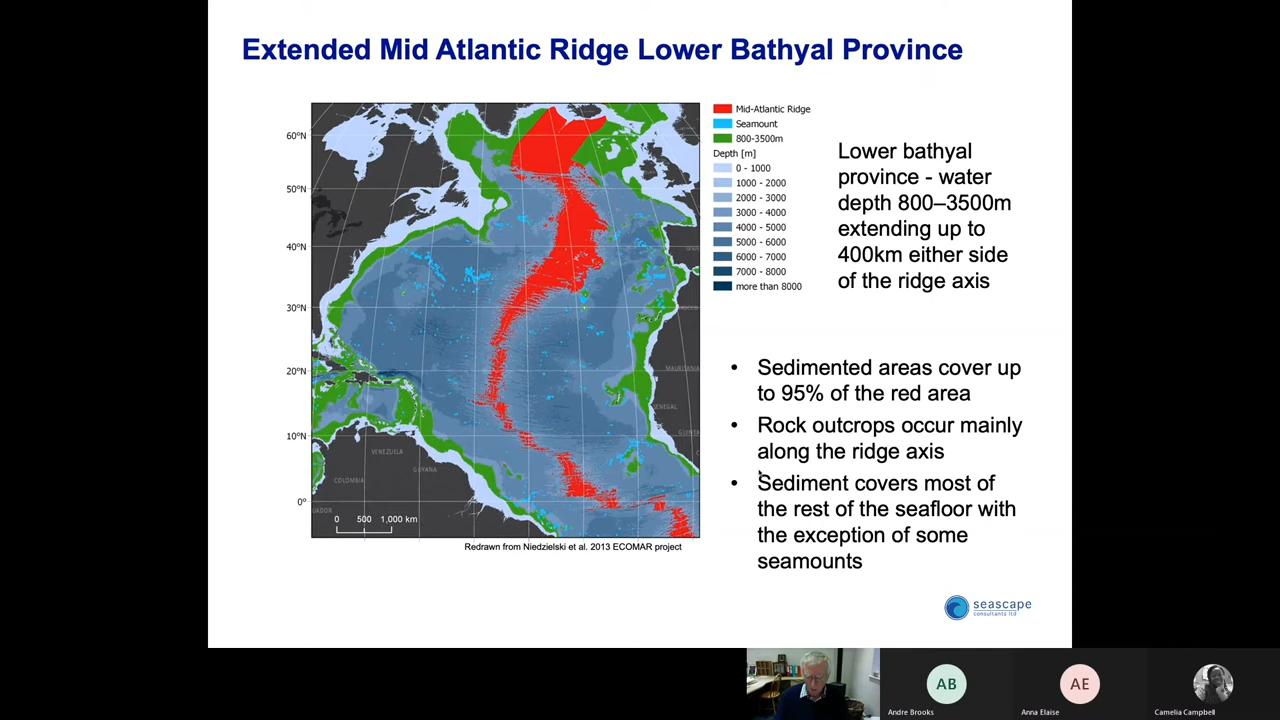 Extended Mid Atlantic Ridge Lower Bathyal Province
60°N
50°N
40°N
30°N
20°N
10°N
0°
MAURITANIA
SENEGAL
VENEZUELA
GUYANA
COLOMBIA
0 500 1,000 km
Redrawn from Niedzielski et al. 2013 ECOMAR project
Mid-Atlantic Ridge
Seamount
800-3500m
Depth [m]
0 - 1000
1000 - 2000
2000 - 3000
3000 - 4000
4000 - 5000
5000 - 6000
6000 - 7000
7000 - 8000
more than 8000
Lower bathyal
province - water
depth 800–3500m
extending up to
400km either side
of the ridge axis
• Sedimented areas cover up
to 95% of the red area
• Rock outcrops occur mainly
along the ridge axis
• Sediment covers most of
the rest of the seafloor with
the exception of some
seamounts
seascape
consultants ltd
AB
Andre Brooks
AE
Anna Elaise
Camelia Campbell